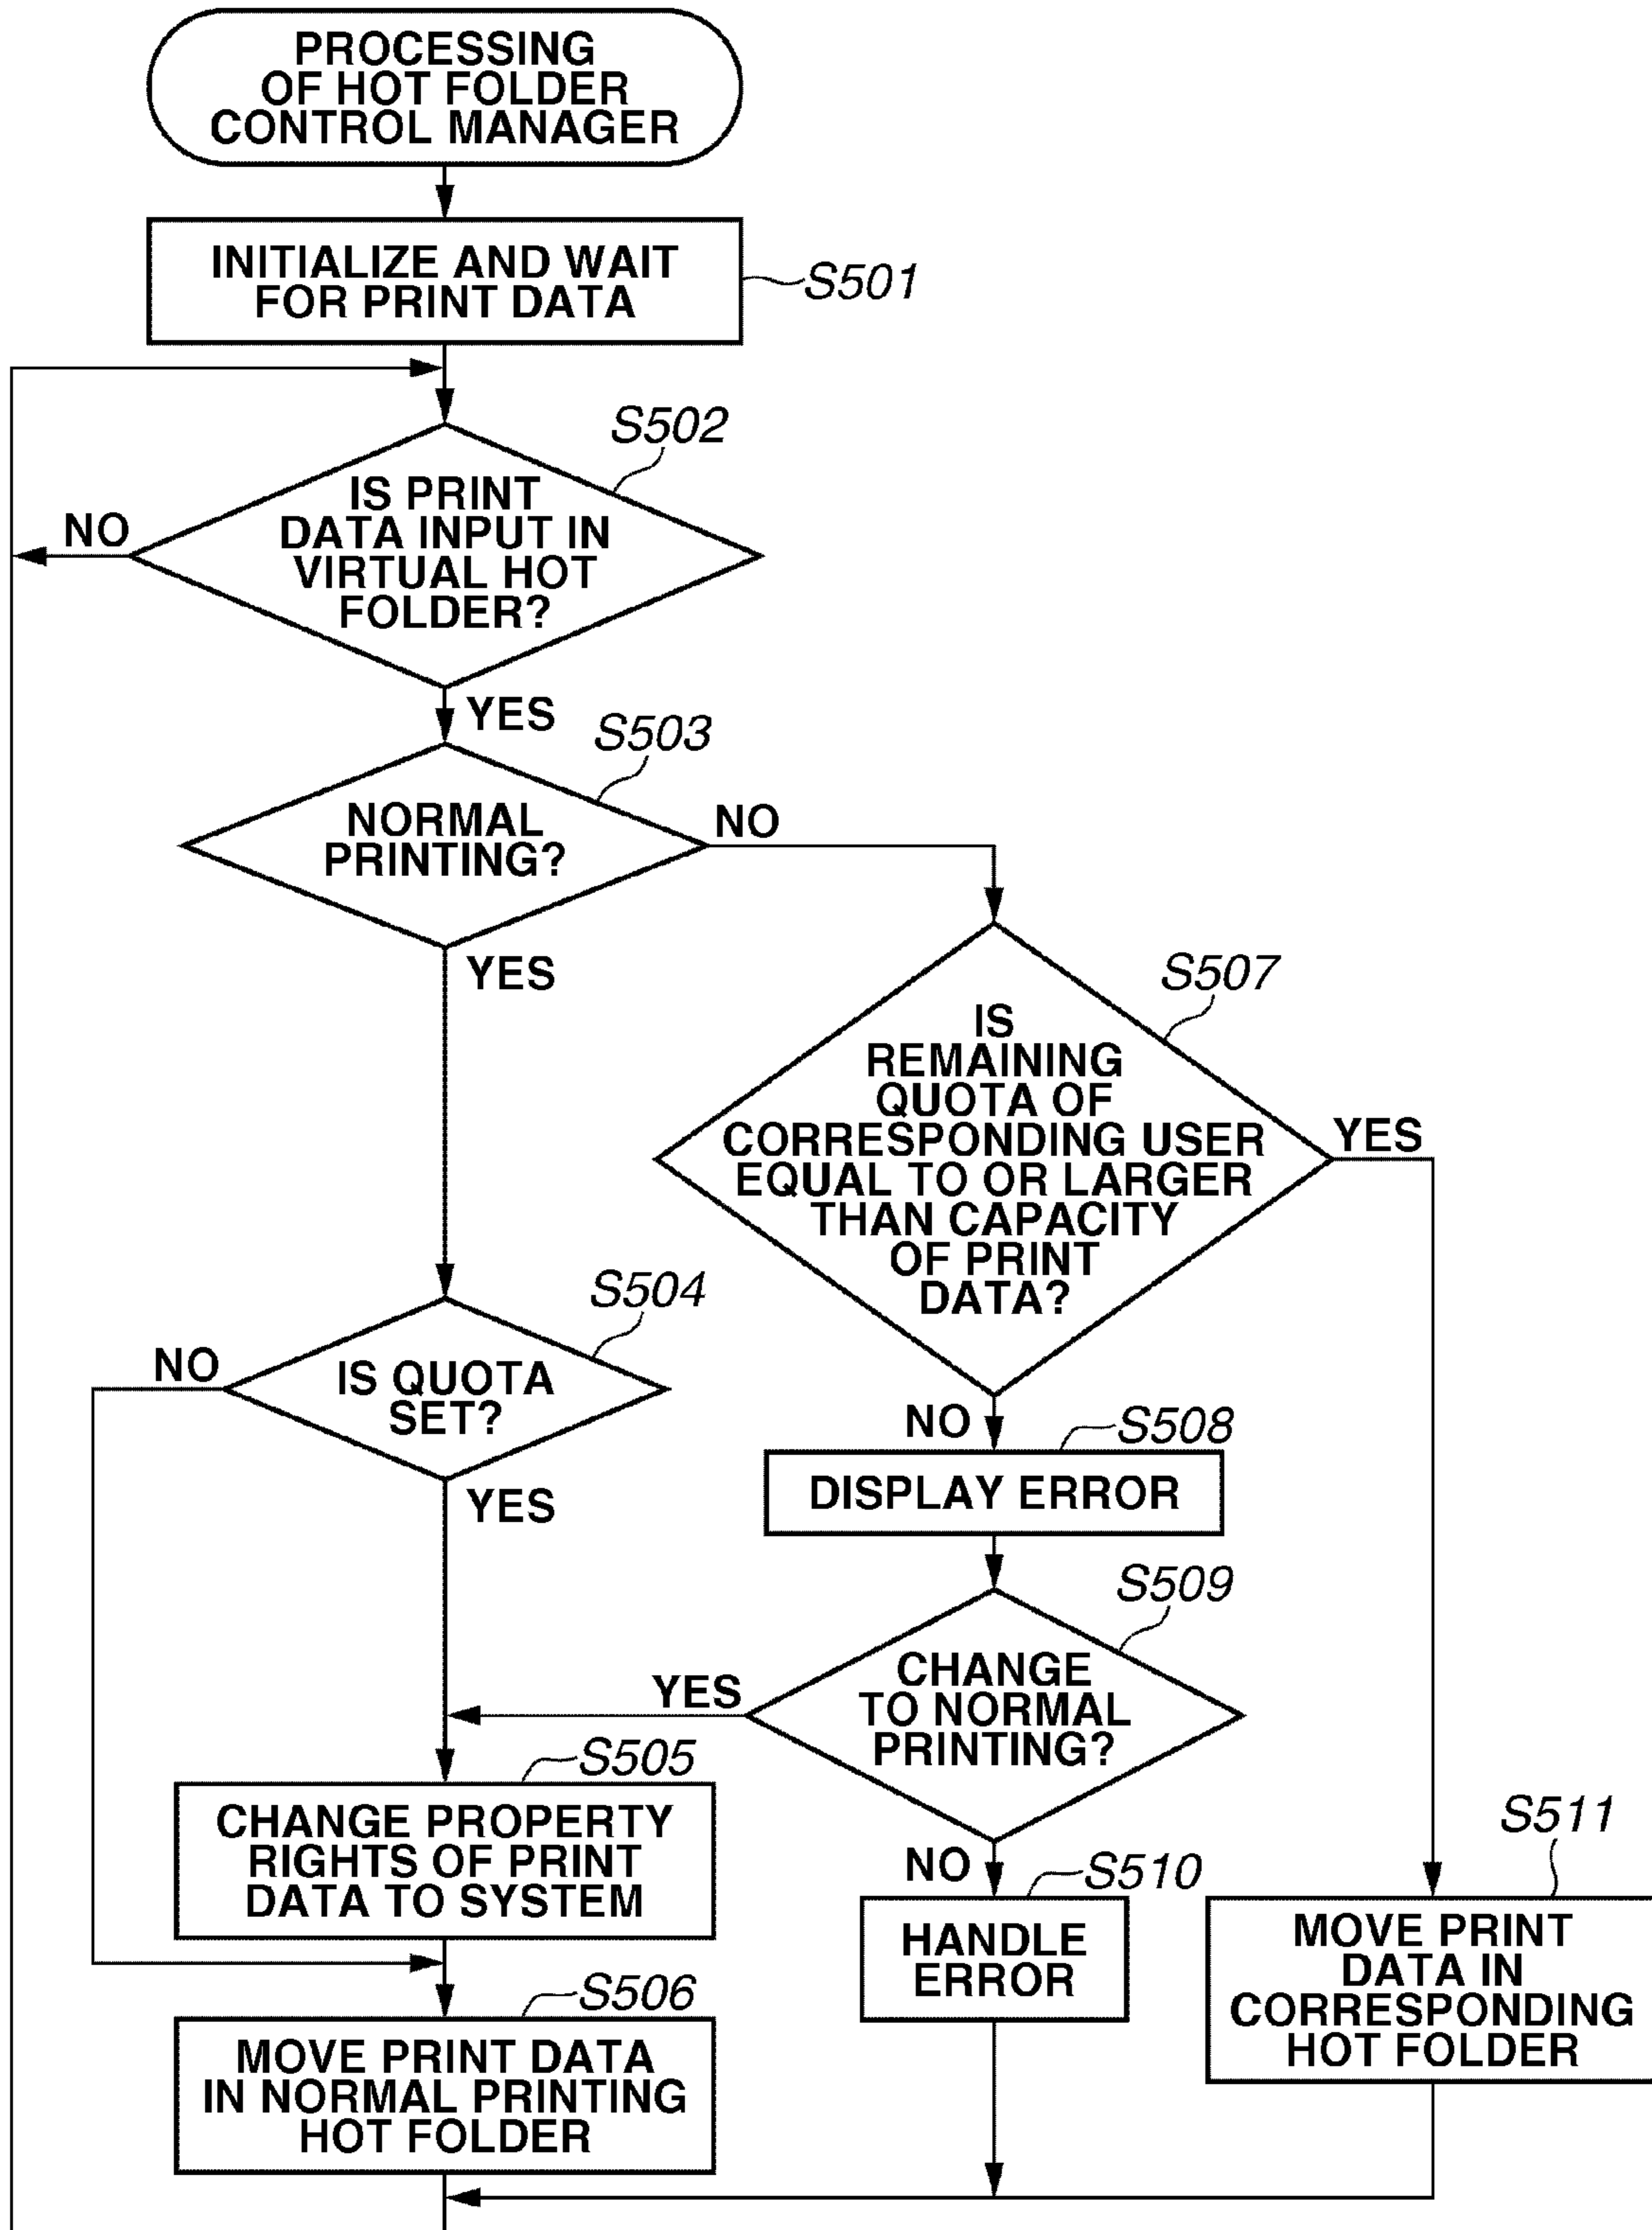 PROCESSING
OF HOT FOLDER
CONTROL MANAGER
INITIALIZE AND WAIT
FOR PRINT DATA
S501
S502
IS PRINT
DATA INPUT IN
VIRTUAL HOT
FOLDER?
NO
YES
S503
NORMAL
PRINTING?
NO
YES
S507
IS
REMAINING
QUOTA OF
CORRESPONDING USER
EQUAL TO OR LARGER
THAN CAPACITY
OF PRINT
DATA?
YES
NO
S504
IS QUOTA
SET?
NO
YES
S508
DISPLAY ERROR
S509
CHANGE
TO NORMAL
PRINTING?
YES
NO
S505
CHANGE PROPERTY
RIGHTS OF PRINT
DATA TO SYSTEM
S510
HANDLE
ERROR
S511
MOVE PRINT
DATA IN
CORRESPONDING
HOT FOLDER
S506
MOVE PRINT DATA
IN NORMAL PRINTING
HOT FOLDER